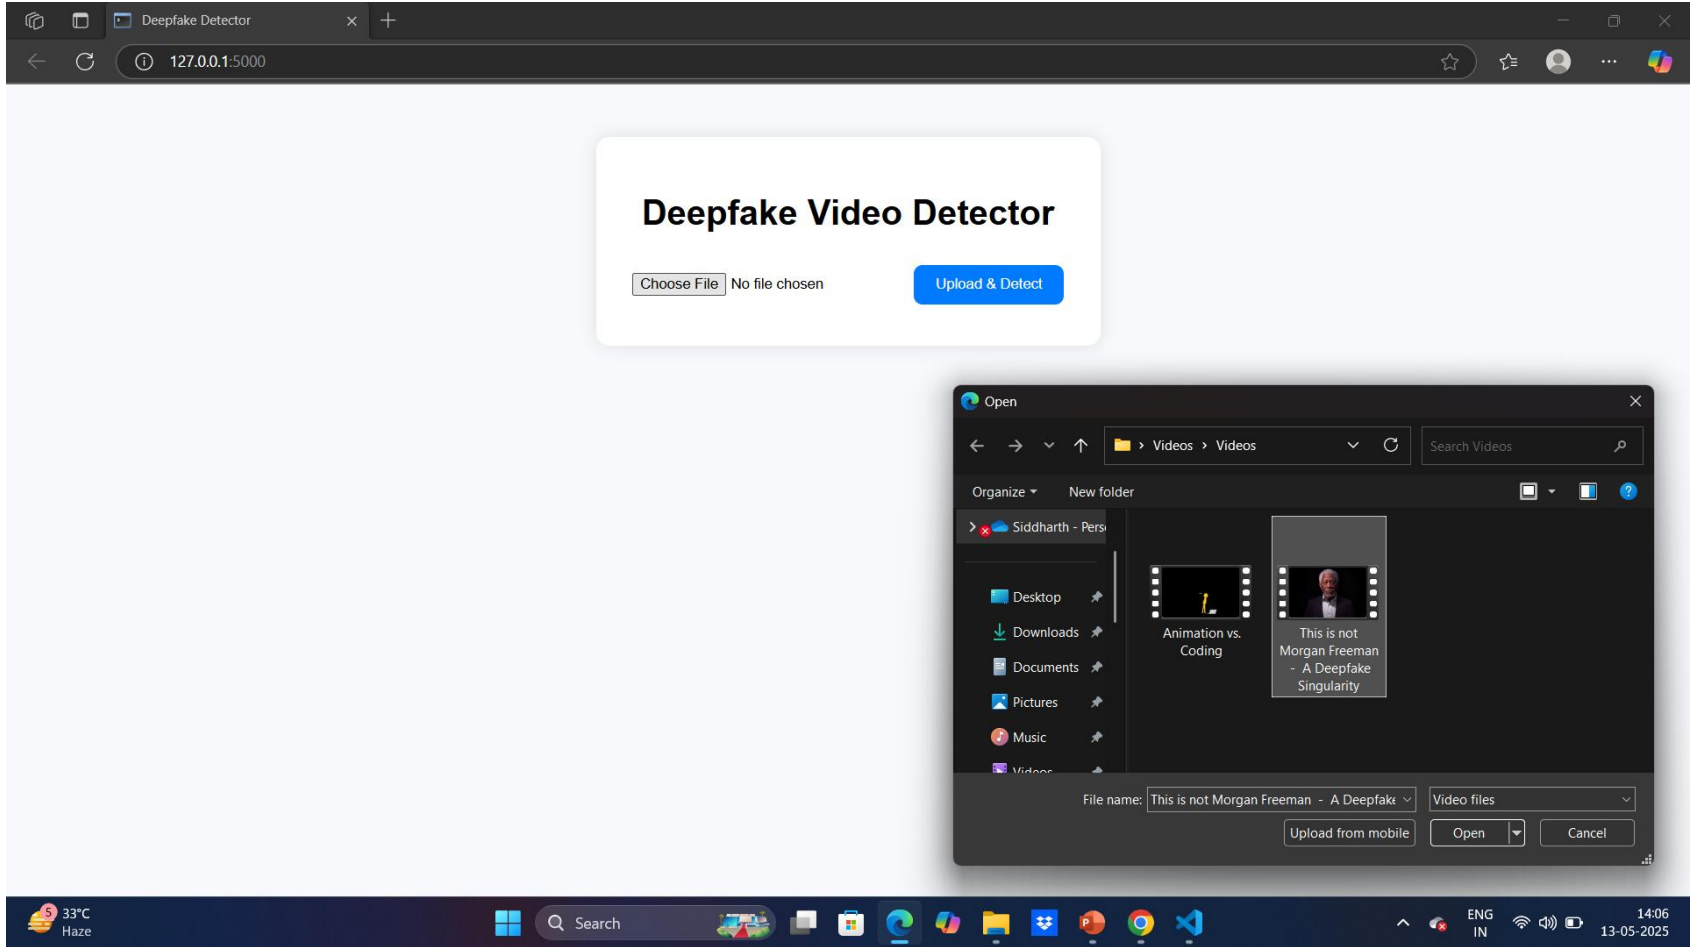 Deepfake Detector
127.0.0.1:5000
Deepfake Video Detector
Choose File No file chosen
Upload & Detect
Open
Videos > Videos
Search Videos
Organize
New folder
Siddharth - Pers
Desktop
Downloads
Documents
Pictures
Music
Videos
Animation vs.
Coding
This is not
Morgan Freeman
- A Deepfake
Singularity
File name: This is not Morgan Freeman - A Deepfake
Video files
Upload from mobile
Open
Cancel
5
33°C
Haze
Search
ENG
IN
14:06
13-05-2025